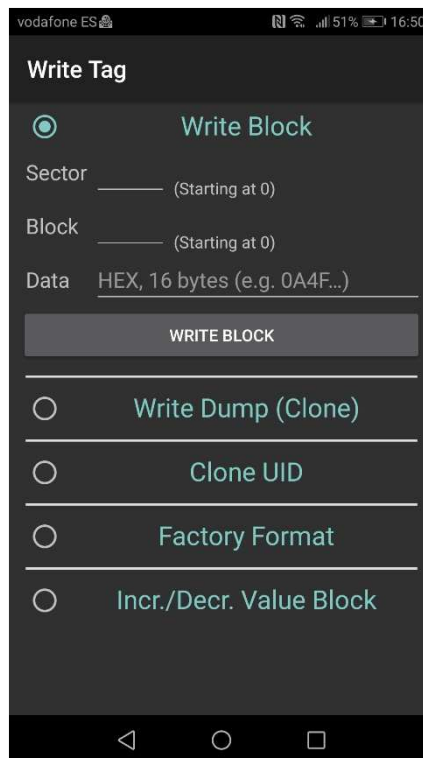 vodafone ES 51% 16:50
Write Tag
Write Block
Sector (Starting at 0)
Block (Starting at 0)
Data HEX, 16 bytes (e.g. 0A4F…)
WRITE BLOCK
Write Dump (Clone)
Clone UID
Factory Format
Incr./Decr. Value Block